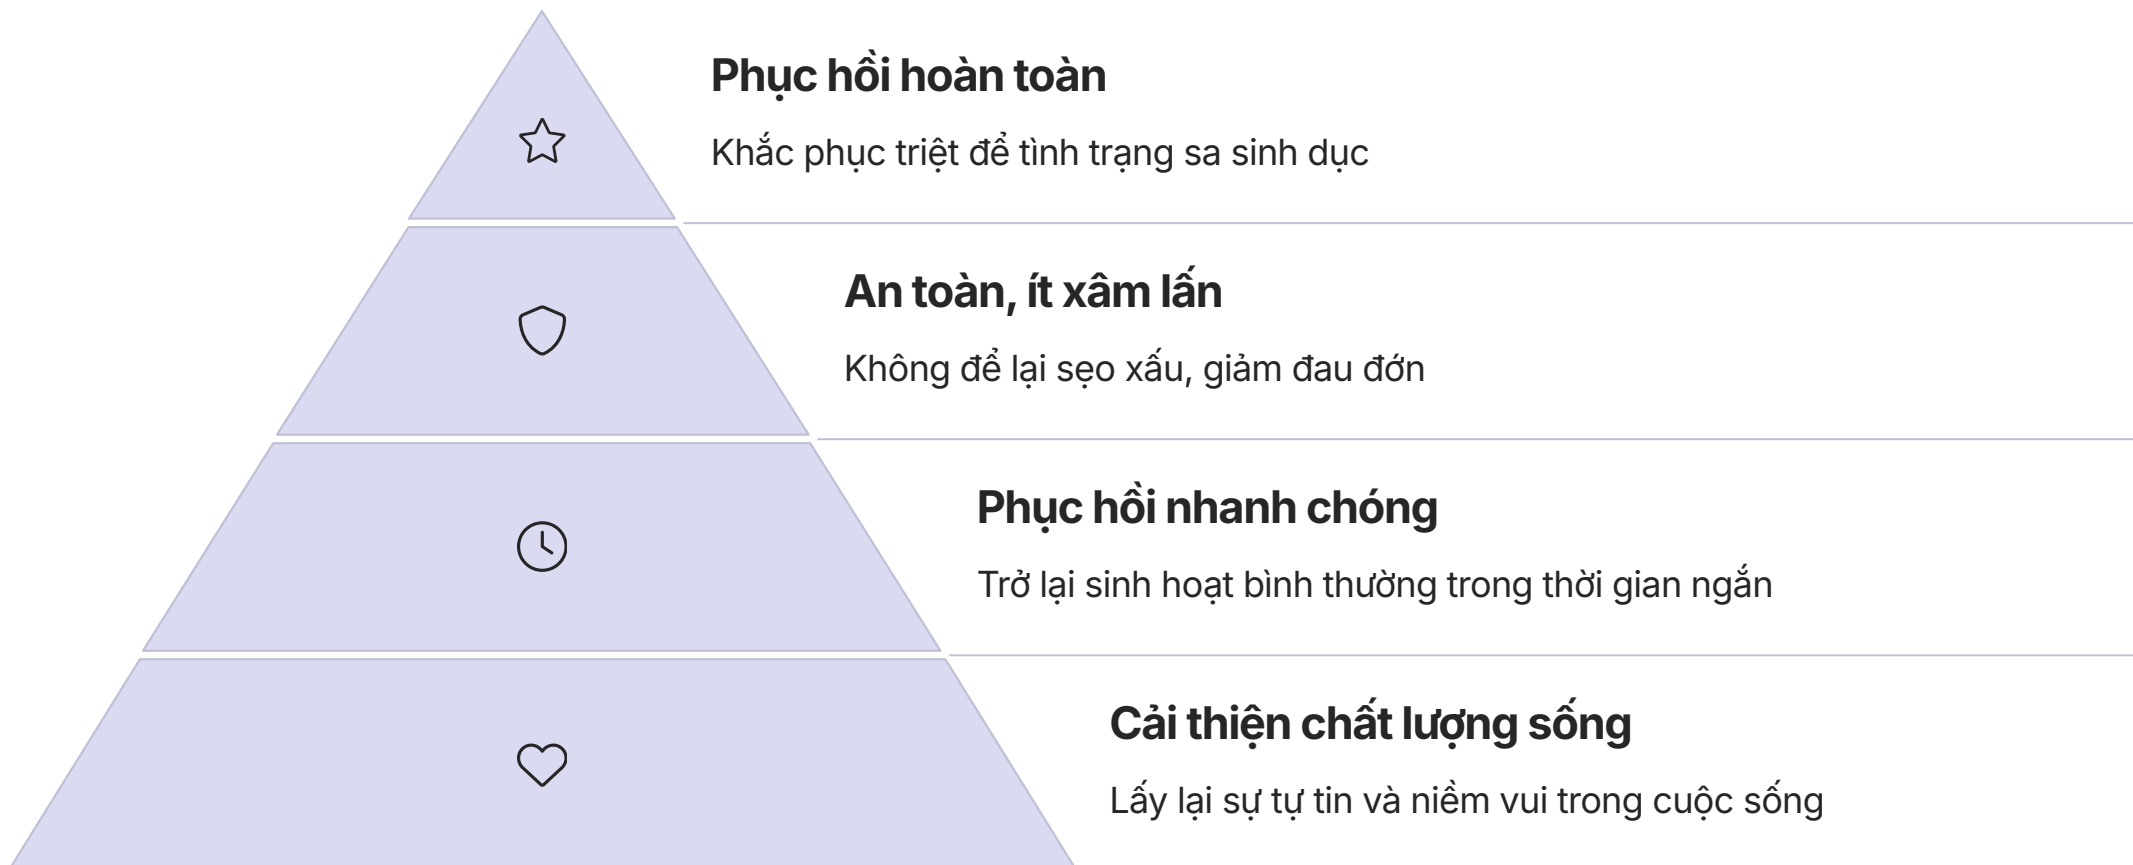 Phục hồi hoàn toàn
Khắc phục triệt để tình trạng sa sinh dục
An toàn, ít xâm lấn
Không để lại sẹo xấu, giảm đau đớn
Phục hồi nhanh chóng
Trở lại sinh hoạt bình thường trong thời gian ngắn
Cải thiện chất lượng sống
Lấy lại sự tự tin và niềm vui trong cuộc sống